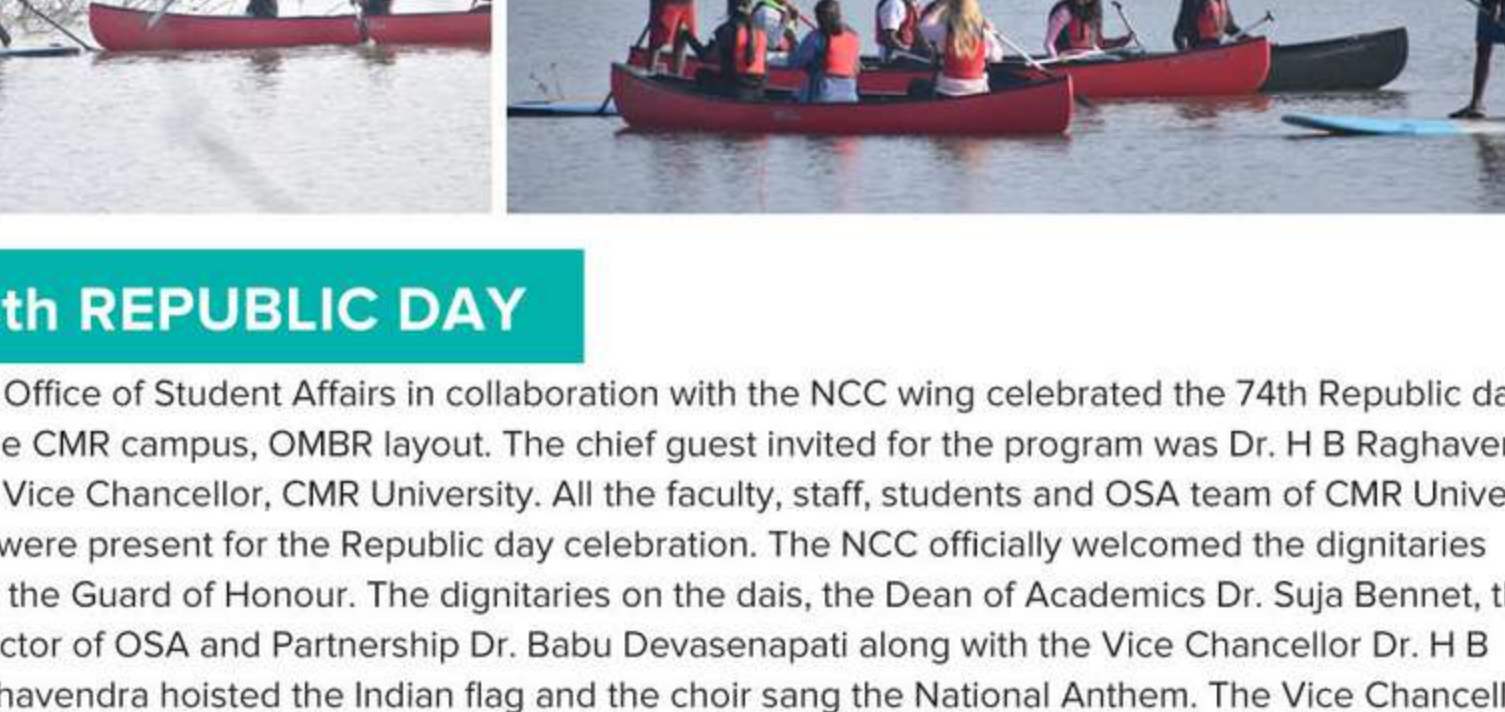 th REPUBLIC DAY
Office of Student Affairs in collaboration with the NCC wing celebrated the 74th Republic da
e CMR campus, OMBR layout. The chief guest invited for the program was Dr. H B Raghaven
Vice Chancellor, CMR University. All the faculty, staff, students and OSA team of CMR Unive
were present for the Republic day celebration. The NCC officially welcomed the dignitaries
the Guard of Honour. The dignitaries on the dais, the Dean of Academics Dr. Suja Bennet, t
ctor of OSA and Partnership Dr. Babu Devasenapati along with the Vice Chancellor Dr. H B
havendra hoisted the Indian flag and the choir sang the National Anthem. The Vice Chancell